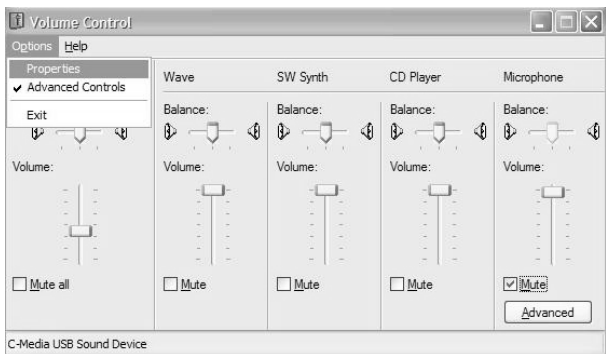 Volume Control
Options Help
Properties
Advanced Controls
Exit
Wave SW Synth CD Player Microphone
Balance: Balance: Balance: Balance:
Volume: Volume: Volume: Volume: Volume:
Mute all Mute Mute Mute Mute
Advanced
C-Media USB Sound Device